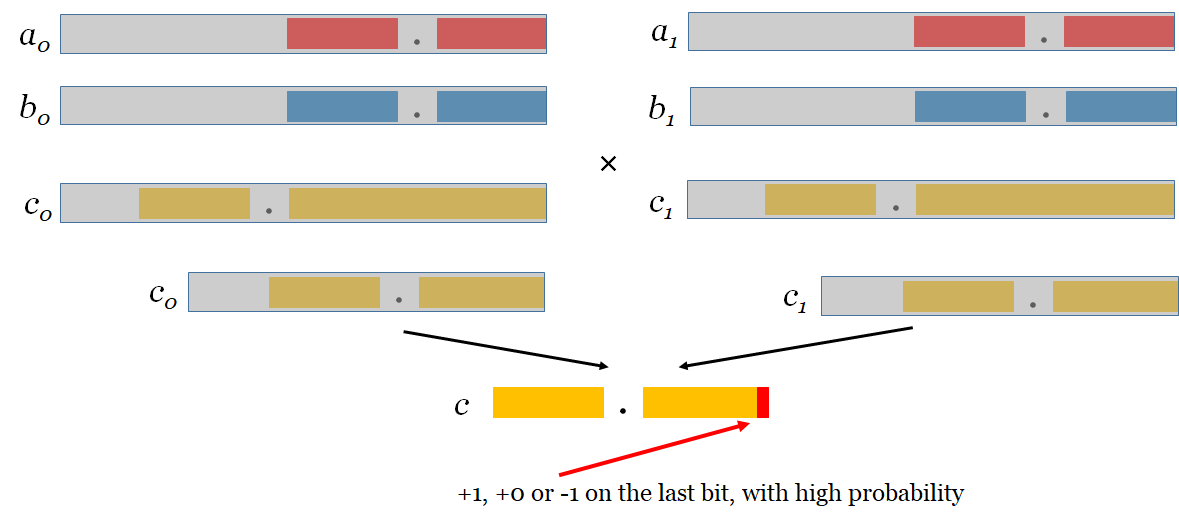 a₀ . a₁ .
b₀ . b₁ .
×
c₀ . c₁ .
c₀ . c₁ .
c .
+1, +0 or -1 on the last bit, with high probability